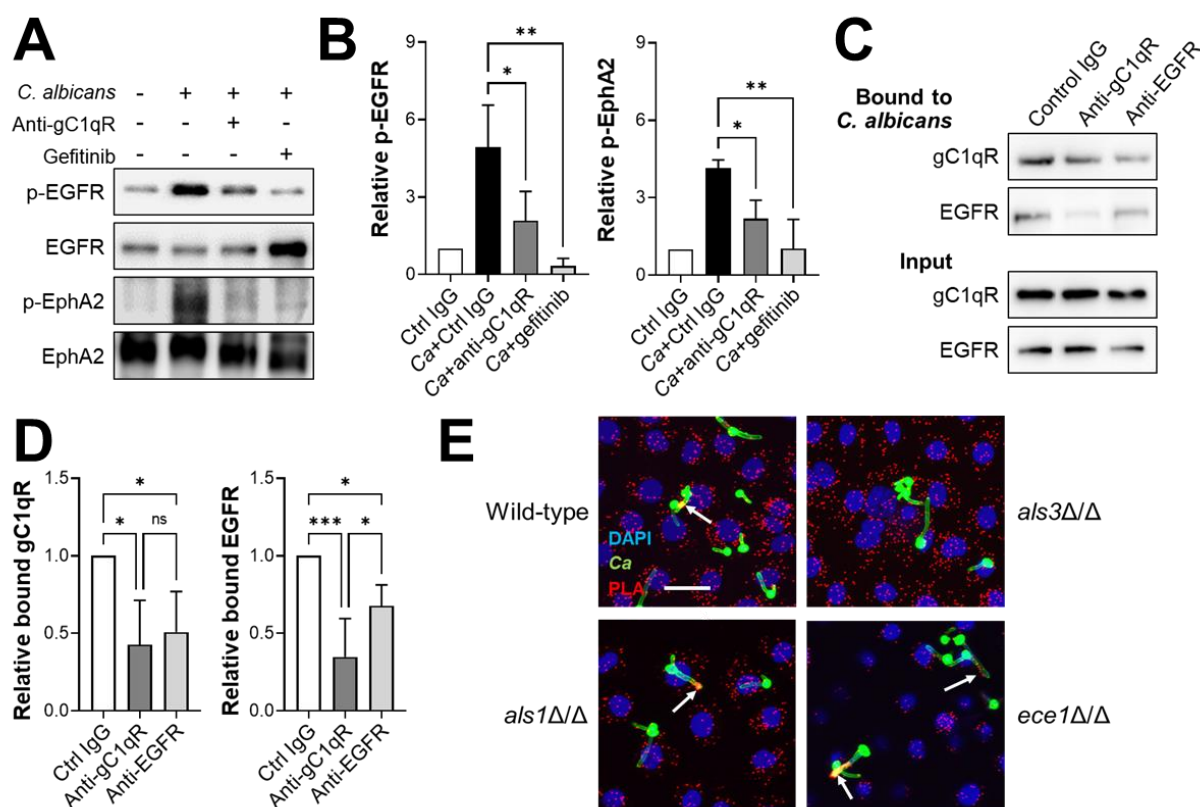 A
C. albicans - + + +
Anti-gC1qR - - + -
Gefitinib - - - +
p-EGFR
EGFR
p-EphA2
EphA2
B
Relative p-EGFR
9
6
3
0
*
**
Ctrl IgG
Ca+Ctrl IgG
Ca+anti-gC1qR
Ca+gefitinib
Relative p-EphA2
9
6
3
0
*
**
Ctrl IgG
Ca+Ctrl IgG
Ca+anti-gC1qR
Ca+gefitinib
C
Control IgG
Anti-gC1qR
Anti-EGFR
Bound to
C. albicans
gC1qR
EGFR
Input
gC1qR
EGFR
D
Relative bound gC1qR
1.5
1.0
0.5
0.0
*
* ns
Ctrl IgG
Anti-gC1qR
Anti-EGFR
Relative bound EGFR
1.5
1.0
0.5
0.0
*
*** *
Ctrl IgG
Anti-gC1qR
Anti-EGFR
E
Wild-type
DAPI
Ca
PLA
als3Δ/Δ
als1Δ/Δ
ece1Δ/Δ